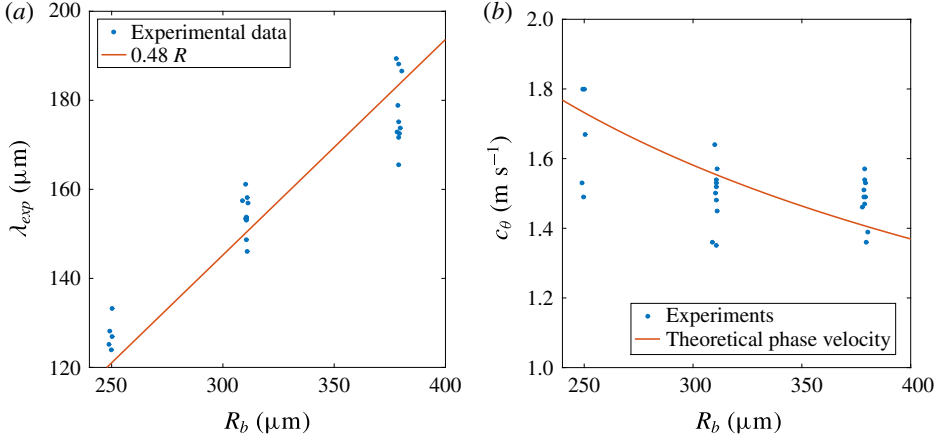 (a)
200
180
160
140
120
250
300
350
400
λexp (μm)
Rb (μm)
Experimental data
0.48 R
(b)
2.0
1.8
1.6
1.4
1.2
1.0
250
300
350
400
cθ (m s−1)
Rb (μm)
Experiments
Theoretical phase velocity